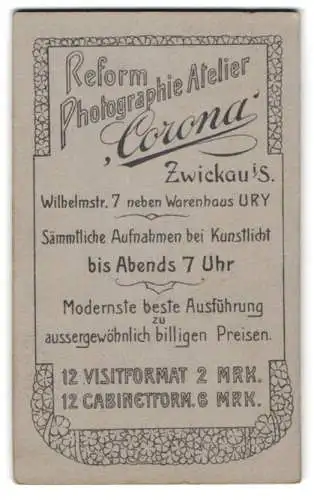 Reform
Photographie Atelier
„Corona“
Zwickau i/S.
Wilhelmstr. 7 neben Warenhaus URY
Sämmtliche Aufnahmen bei Kunstlicht
bis Abends 7 Uhr
Modernste beste Ausführung
zu
aussergewöhnlich billigen Preisen.
12 VISITFORMAT 2 MRK.
12 CABINETFORM. 6 MRK.